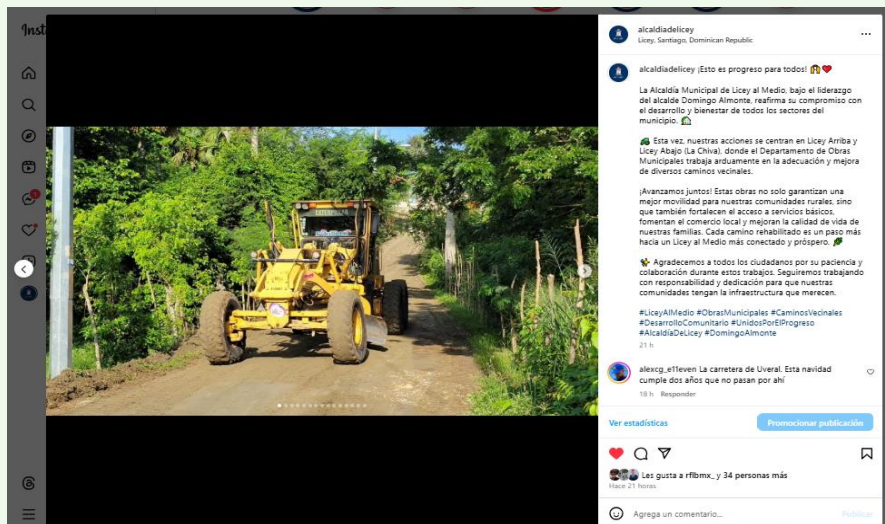 Inst
alcaldiadelicey
Licey, Santiago, Dominican Republic
alcaldiadelicey ¡Esto es progreso para todos!
La Alcaldía Municipal de Licey al Medio, bajo el liderazgo
del alcalde Domingo Almonte, reafirma su compromiso con
el desarrollo y bienestar de todos los sectores del
municipio.
Esta vez, nuestras acciones se centran en Licey Arriba y
Licey Abajo (La Chiva), donde el Departamento de Obras
Municipales trabaja arduamente en la adecuación y mejora
de diversos caminos vecinales.
¡Avanzamos juntos! Estas obras no solo garantizan una
mejor movilidad para nuestras comunidades rurales, sino
que también fortalecen el acceso a servicios básicos,
fomentan el comercio local y mejoran la calidad de vida de
nuestras familias. Cada camino rehabilitado es un paso más
hacia un Licey al Medio más conectado y próspero.
Agradecemos a todos los ciudadanos por su paciencia y
colaboración durante estos trabajos. Seguiremos trabajando
con responsabilidad y dedicación para que nuestras
comunidades tengan la infraestructura que merecen.
#LiceyAlMedio #ObrasMunicipales #CaminosVecinales
#DesarrolloComunitario #UnidosPorElProgreso
#AlcaldíaDeLicey #DomingoAlmonte
21 h
alexcg_e11even La carretera de Uveral. Esta navidad
cumple dos años que no pasan por ahí
18 h Responder
Ver estadísticas
Promocionar publicación
Les gusta a rflbmx_ y 34 personas más
Hace 21 horas
Agrega un comentario...
Publicar